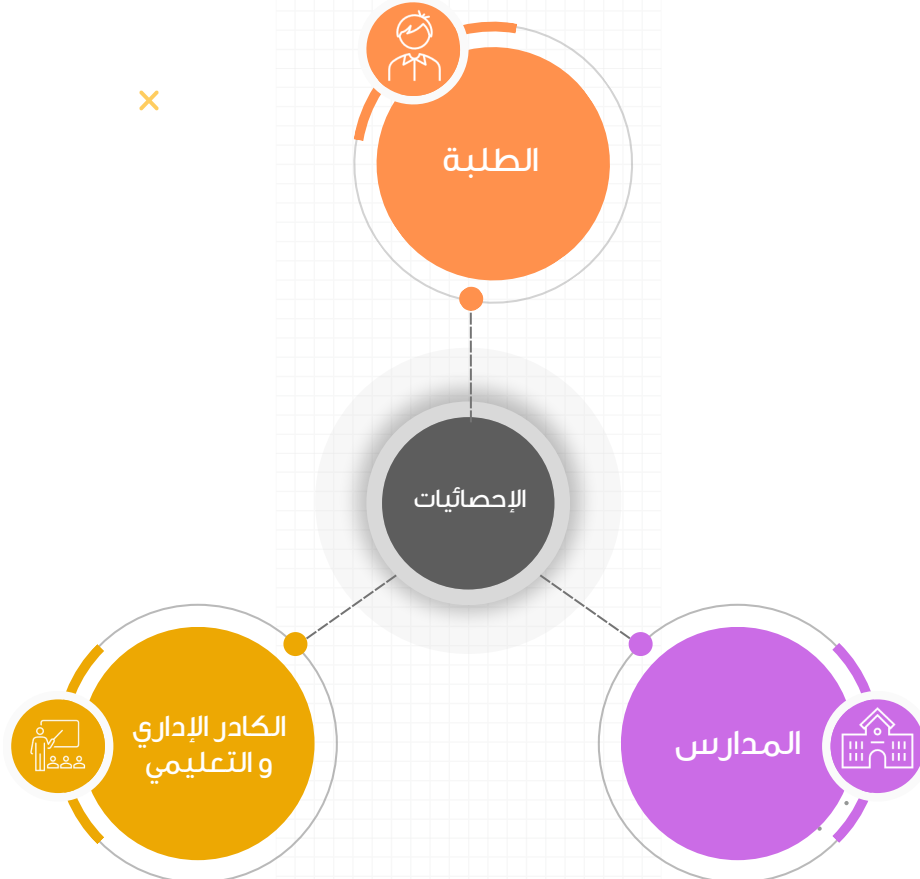 الطلبة
الإحصائيات
المدارس
الكادر الإداري
و التعليمي